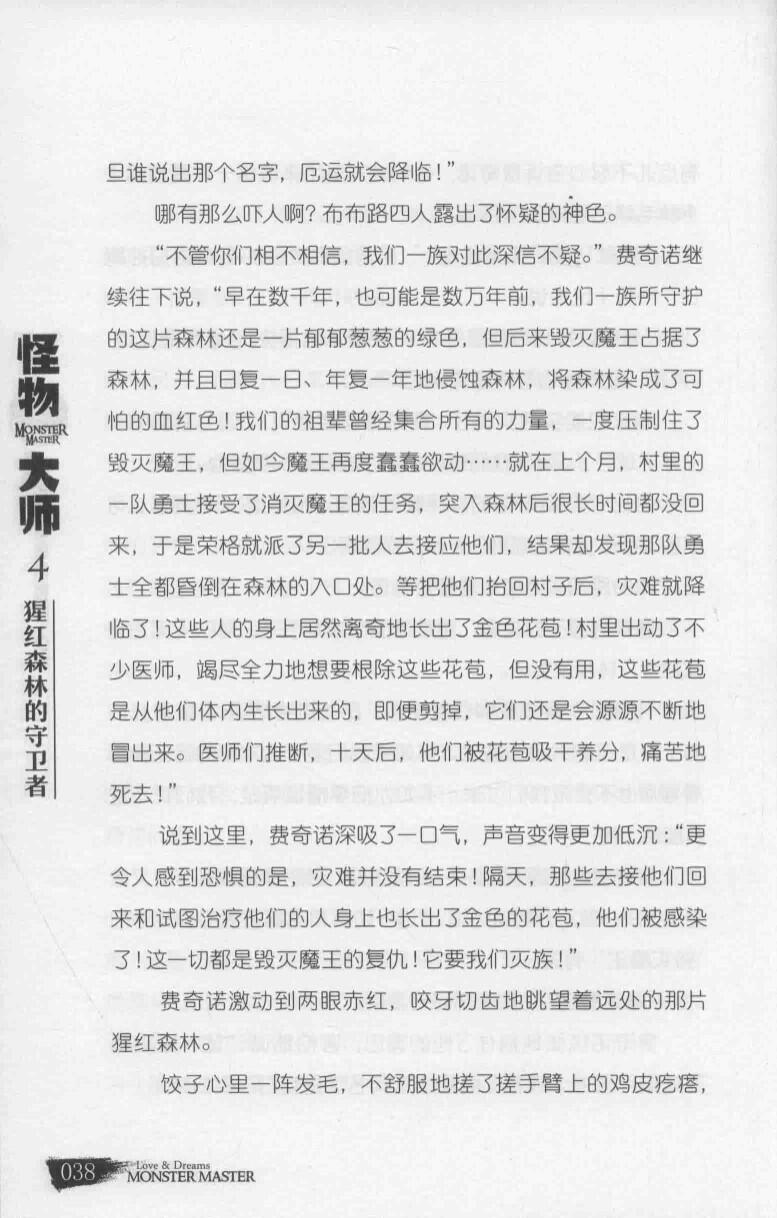 旦谁说出那个名字，厄运就会降临！”
哪有那么吓人啊？布布路四人露出了怀疑的神色。
“不管你们相不相信，我们一族对此深信不疑。”费奇诺继
续往下说，“早在数千年，也可能是数万年前，我们一族所守护
的这片森林还是一片郁郁葱葱的绿色，但后来毁灭魔王占据了
森林，并且日复一日、年复一年地侵蚀森林，将森林染成了可
怕的血红色！我们的祖辈曾经集合所有的力量，一度压制住了
毁灭魔王，但如今魔王再度蠢蠢欲动……就在上个月，村里的
一队勇士接受了消灭魔王的任务，突入森林后很长时间都没回
来，于是荣格就派了另一批人去接应他们，结果却发现那队勇
士全都昏倒在森林的入口处。等把他们抬回村子后，灾难就降
临了！这些人的身上居然离奇地长出了金色花苞！村里出动了不
少医师，竭尽全力地想要根除这些花苞，但没有用，这些花苞
是从他们体内生长出来的，即便剪掉，它们还是会源源不断地
冒出来。医师们推断，十天后，他们被花苞吸干养分，痛苦地
死去！”
说到这里，费奇诺深吸了一口气，声音变得更加低沉：“更
令人感到恐惧的是，灾难并没有结束！隔天，那些去接他们回
来和试图治疗他们的人身上也长出了金色的花苞，他们被感染
了！这一切都是毁灭魔王的复仇！它要我们灭族！”
费奇诺激动到两眼赤红，咬牙切齿地眺望着远处的那片
猩红森林。
饺子心里一阵发毛，不舒服地搓了搓手臂上的鸡皮疙瘩，
怪物
MONSTER
MASTER
大师
4
猩红森林的守卫者
038
Love & Dreams
MONSTER MASTER